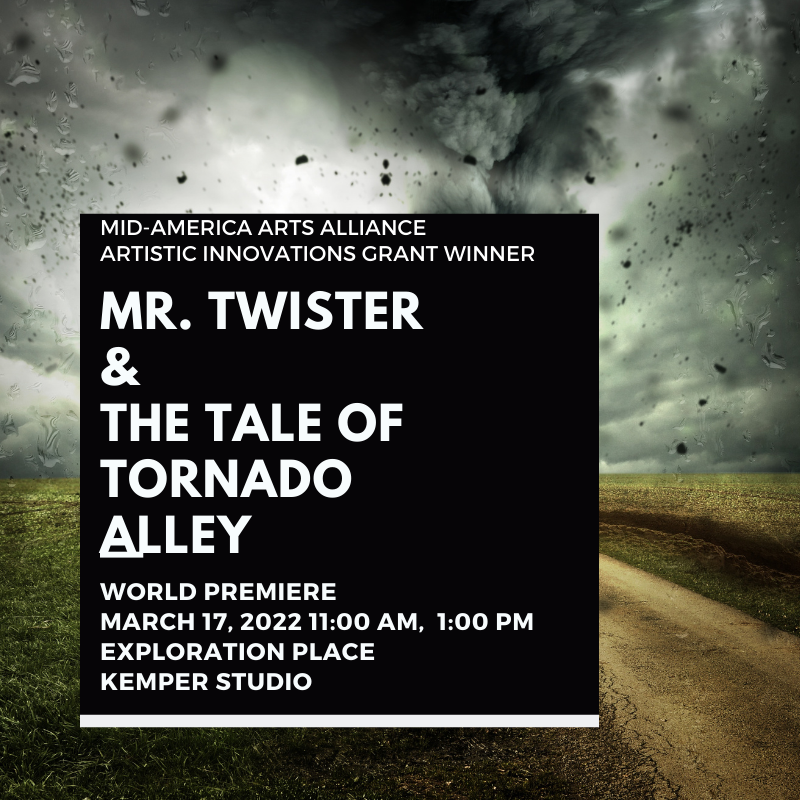 MID-AMERICA ARTS ALLIANCE
ARTISTIC INNOVATIONS GRANT WINNER
MR. TWISTER
&
THE TALE OF
TORNADO
ALLEY
WORLD PREMIERE
MARCH 17, 2022 11:00 AM,  1:00 PM
EXPLORATION PLACE
KEMPER STUDIO